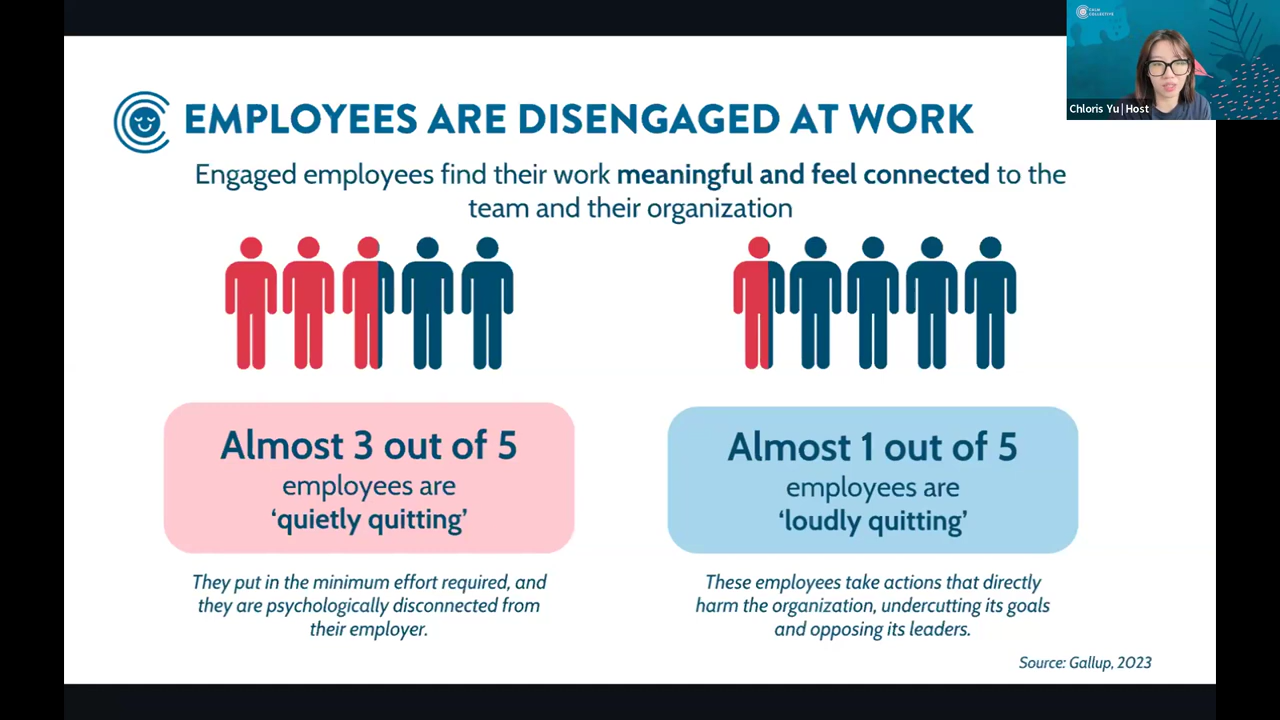 CALM
COLLECTIVE
Chloris Yu | Host
EMPLOYEES ARE DISENGAGED AT WORK
Engaged employees find their work meaningful and feel connected to the
team and their organization
Almost 3 out of 5
employees are
‘quietly quitting’
They put in the minimum effort required, and
they are psychologically disconnected from
their employer.
Almost 1 out of 5
employees are
‘loudly quitting’
These employees take actions that directly
harm the organization, undercutting its goals
and opposing its leaders.
Source: Gallup, 2023